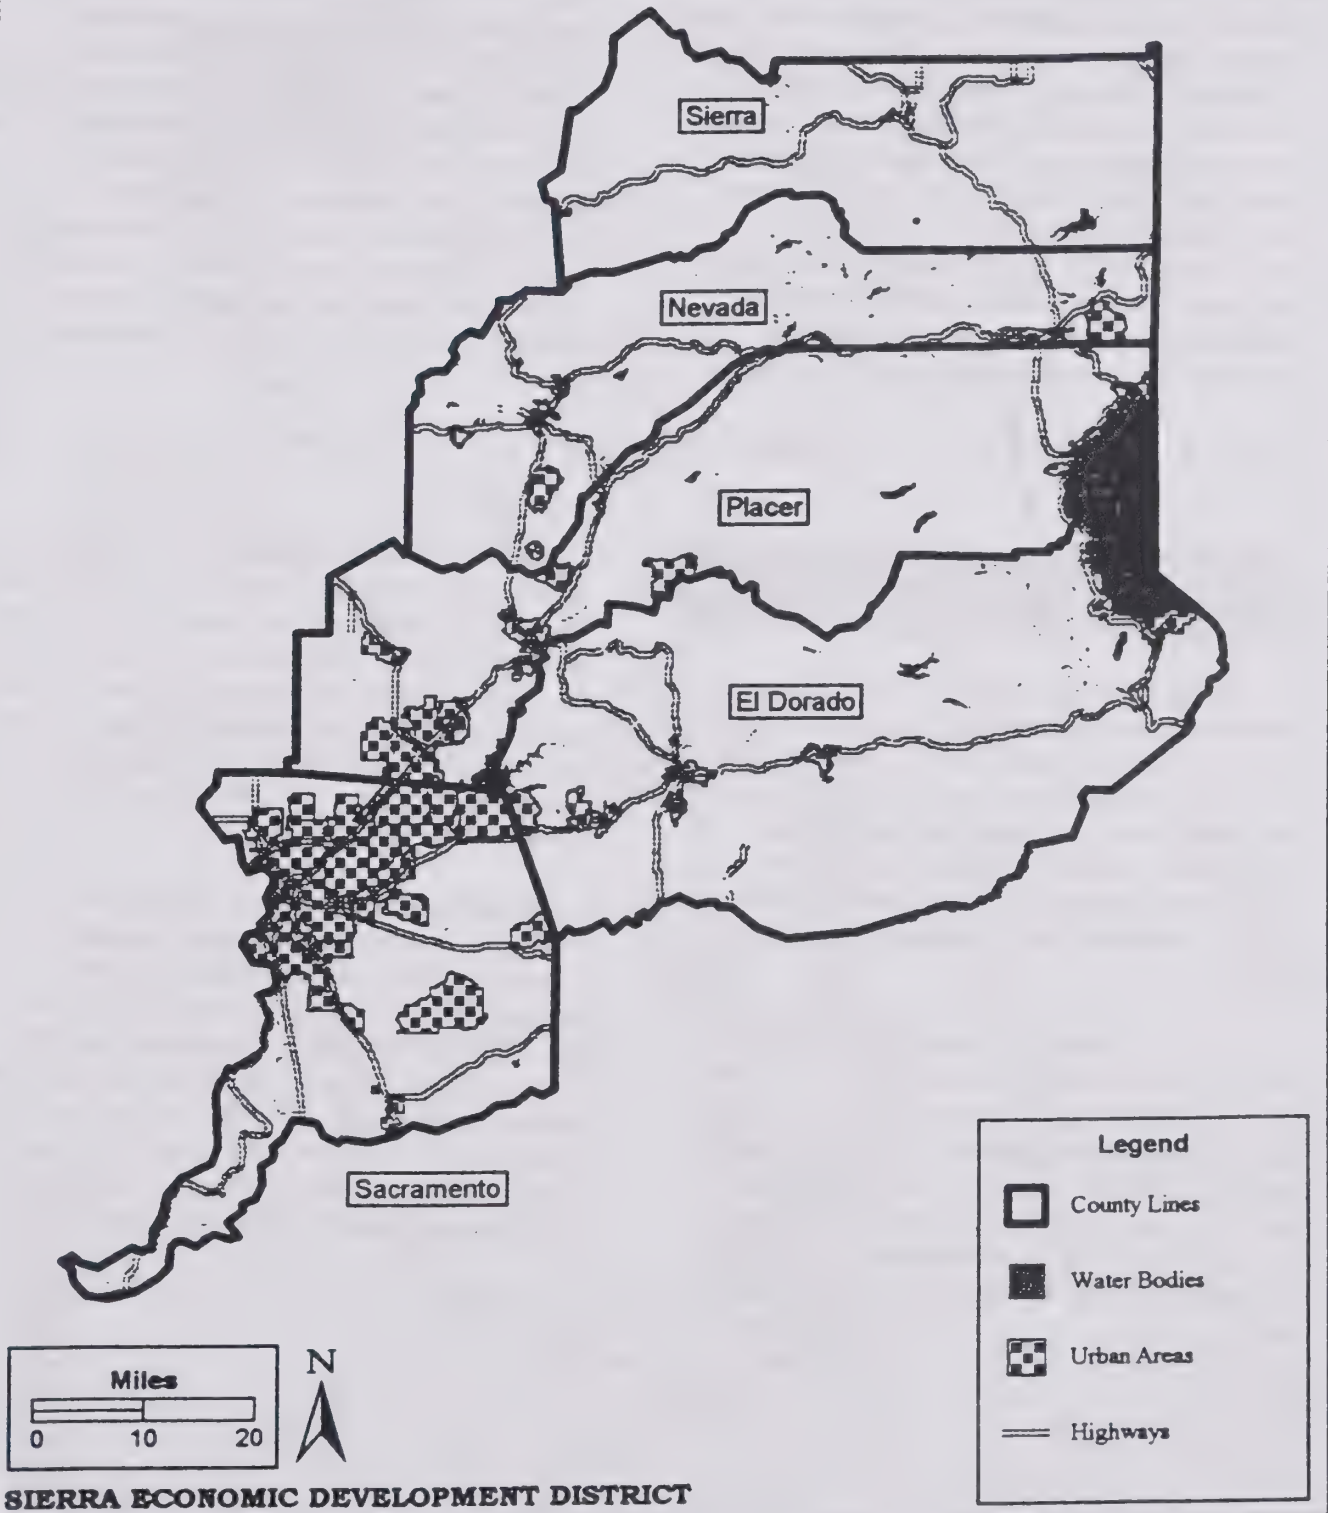 Sierra
Nevada
Placer
El Dorado
Sacramento
Legend
County Lines
Water Bodies
Urban Areas
Highways
Miles
0 10 20
N
SIERRA ECONOMIC DEVELOPMENT DISTRICT